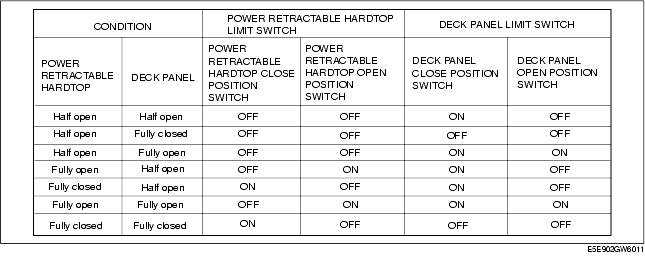 CONDITION
POWER RETRACTABLE HARDTOP
LIMIT SWITCH
DECK PANEL LIMIT SWITCH
POWER
RETRACTABLE
HARDTOP
DECK PANEL
POWER
RETRACTABLE
HARDTOP CLOSE
POSITION
SWITCH
POWER
RETRACTABLE
HARDTOP OPEN
POSITION
SWITCH
DECK PANEL
CLOSE POSITION
SWITCH
DECK PANEL
OPEN POSITION
SWITCH
Half open Half open OFF OFF ON OFF
Half open Fully closed OFF OFF OFF OFF
Half open Fully open OFF OFF ON ON
Fully open Half open OFF ON ON OFF
Fully closed Half open ON OFF ON OFF
Fully open Fully open OFF ON ON ON
Fully closed Fully closed ON OFF OFF OFF
E5E902GW6011